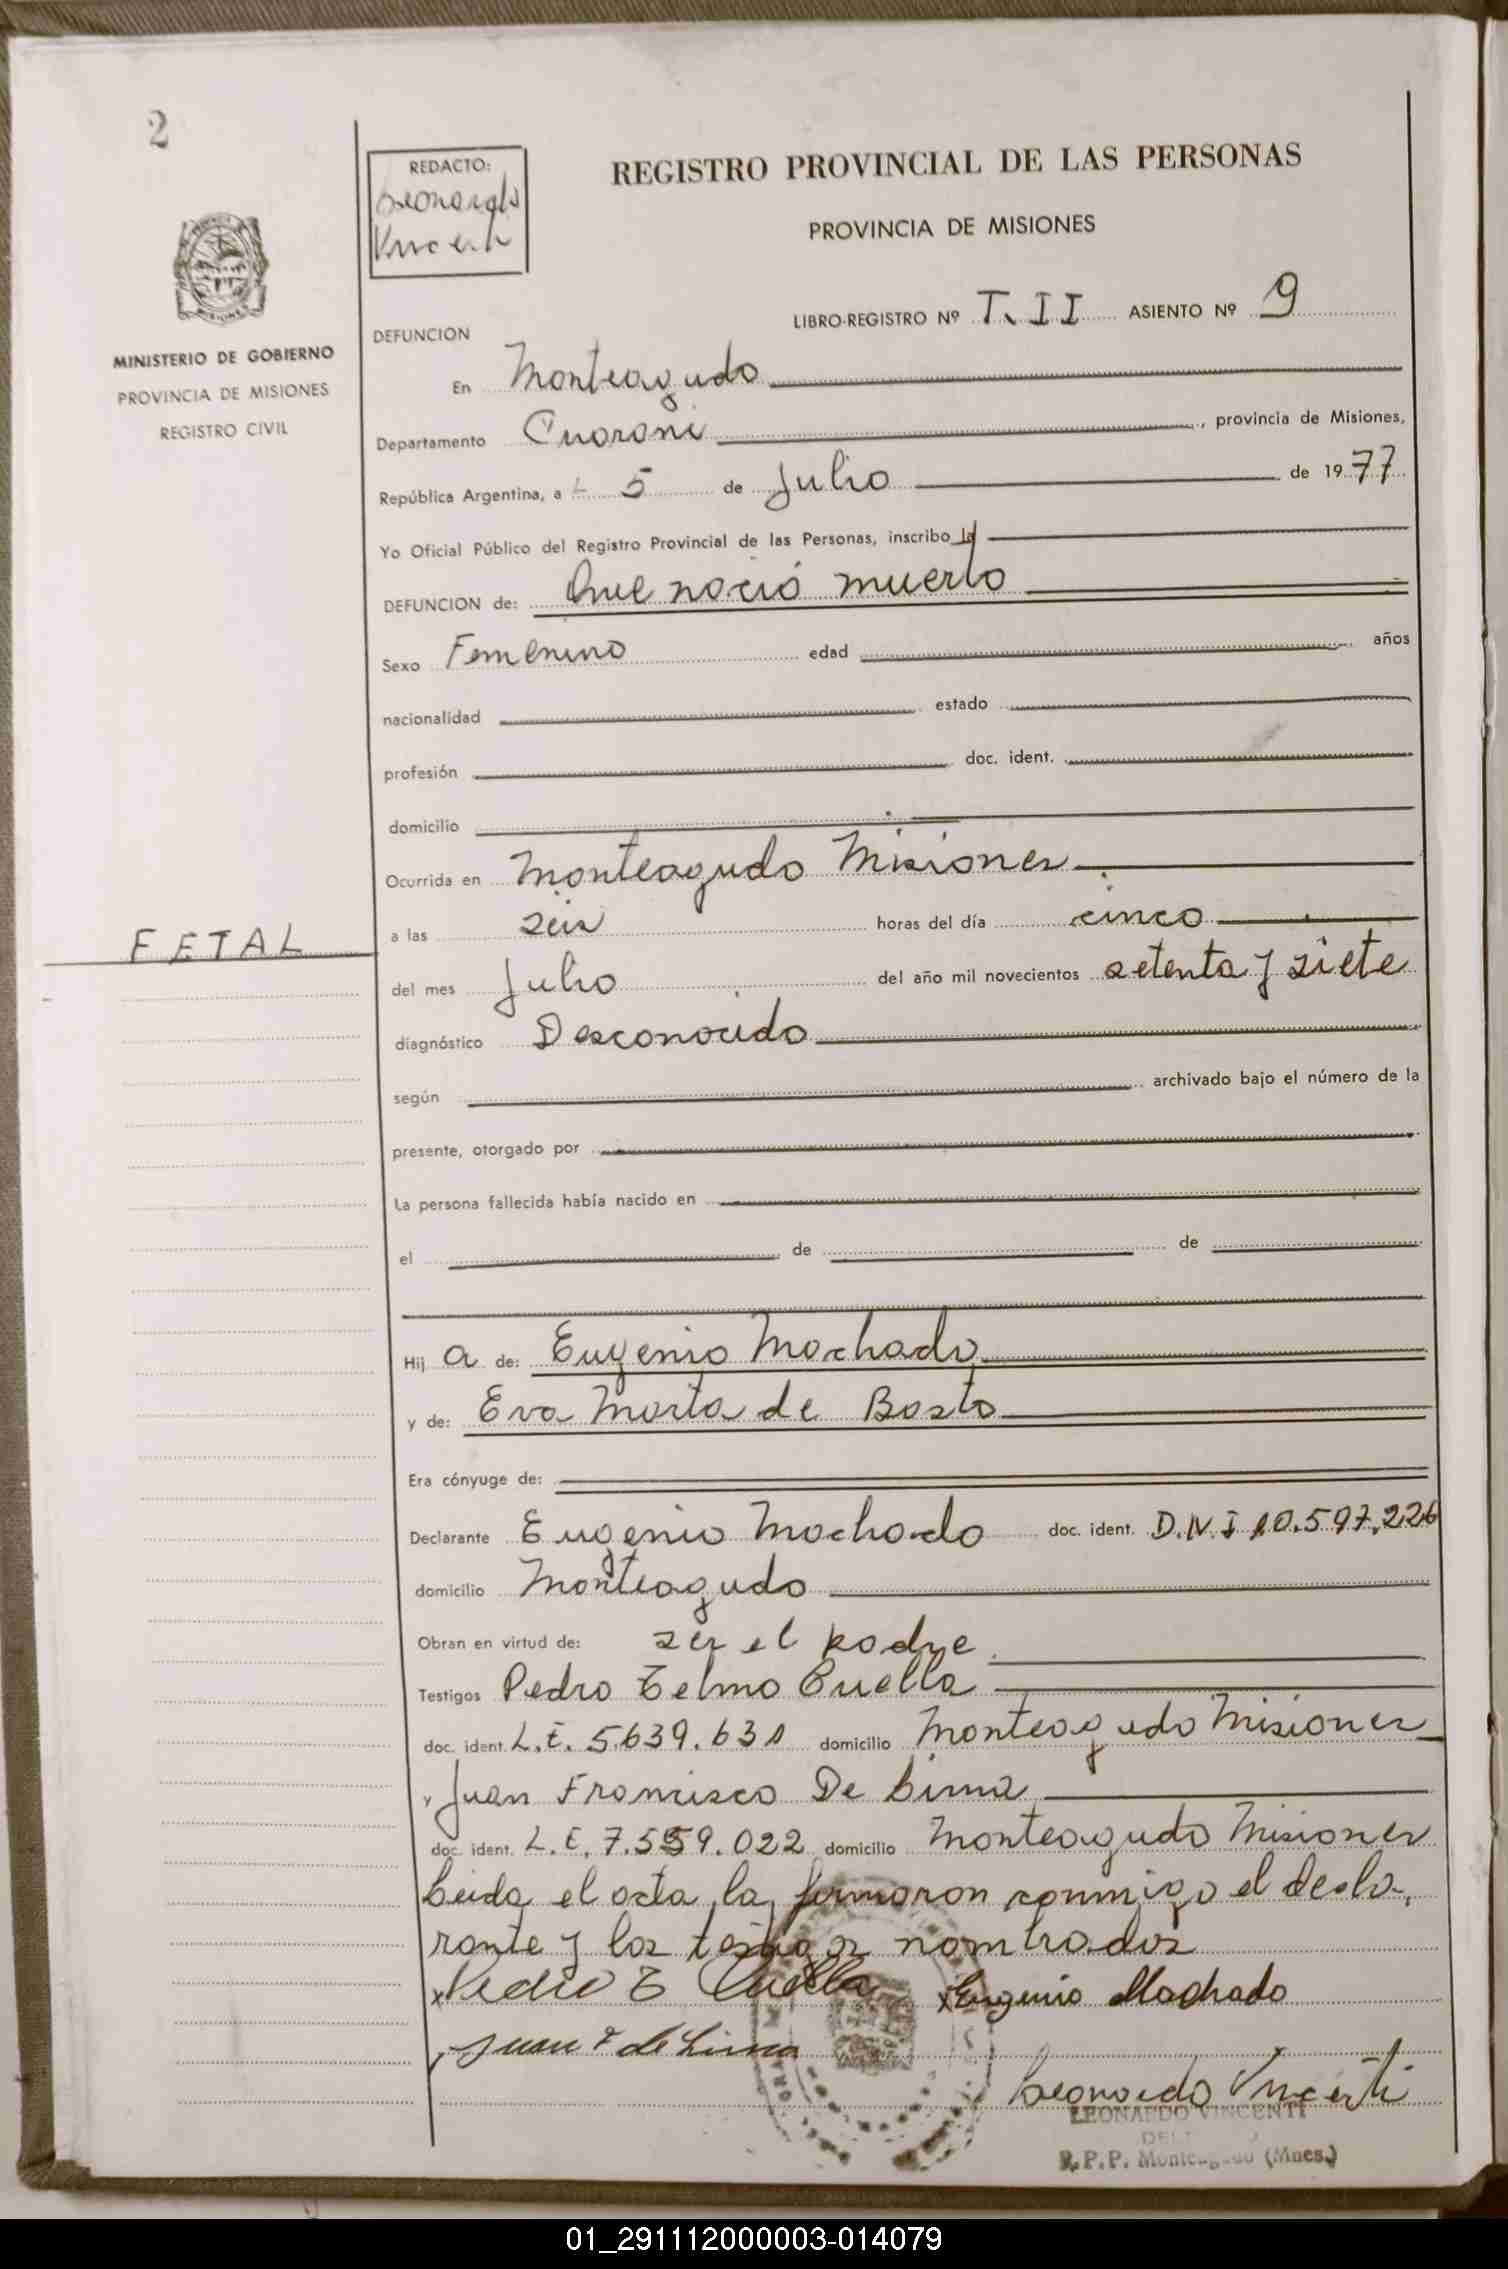 2
REDACTO:
Leonardo
Vincenti
REGISTRO PROVINCIAL DE LAS PERSONAS
PROVINCIA DE MISIONES
MISIONES
MINISTERIO DE GOBIERNO
PROVINCIA DE MISIONES
REGISTRO CIVIL
LIBRO-REGISTRO Nº T. II ASIENTO Nº 9
DEFUNCION
En Monteagudo
Departamento Guaraní, provincia de Misiones,
República Argentina, a L 5 de Julio de 1977
Yo Oficial Público del Registro Provincial de las Personas, inscribo la
DEFUNCION de: Que nació muerto
Sexo Femenino edad años
nacionalidad estado
profesión doc. ident.
domicilio
Ocurrida en Monteagudo Misiones
a las seis horas del día cinco
FETAL
del mes Julio del año mil novecientos setenta y siete
diagnóstico Desconocido
según archivado bajo el número de la
presente, otorgado por
La persona fallecida había nacido en
el de de
Hij a de: Eugenio Machado
y de: Eva Marta de Basto
Era cónyuge de:
Declarante Eugenio Machado doc. ident. D.N.I 10.597.226
domicilio Monteagudo
Obran en virtud de: ser el padre
Testigos Pedro Telmo Cuella
doc. ident. L.E. 5.639.631 domicilio Monteagudo Misiones
y Juan Francisco De Lima
doc. ident. L.E. 7.559.022 domicilio Monteagudo Misiones
Leida el acta, la firmaron conmigo el decla-
rante y los testigos nombrados
x Pedro T Cuella x Eugenio Machado
Juan F de Lima
Leonardo Vincenti
LEONARDO VINCENTI
R.P.P. Monteagudo (Mnes.)
01_291112000003-014079